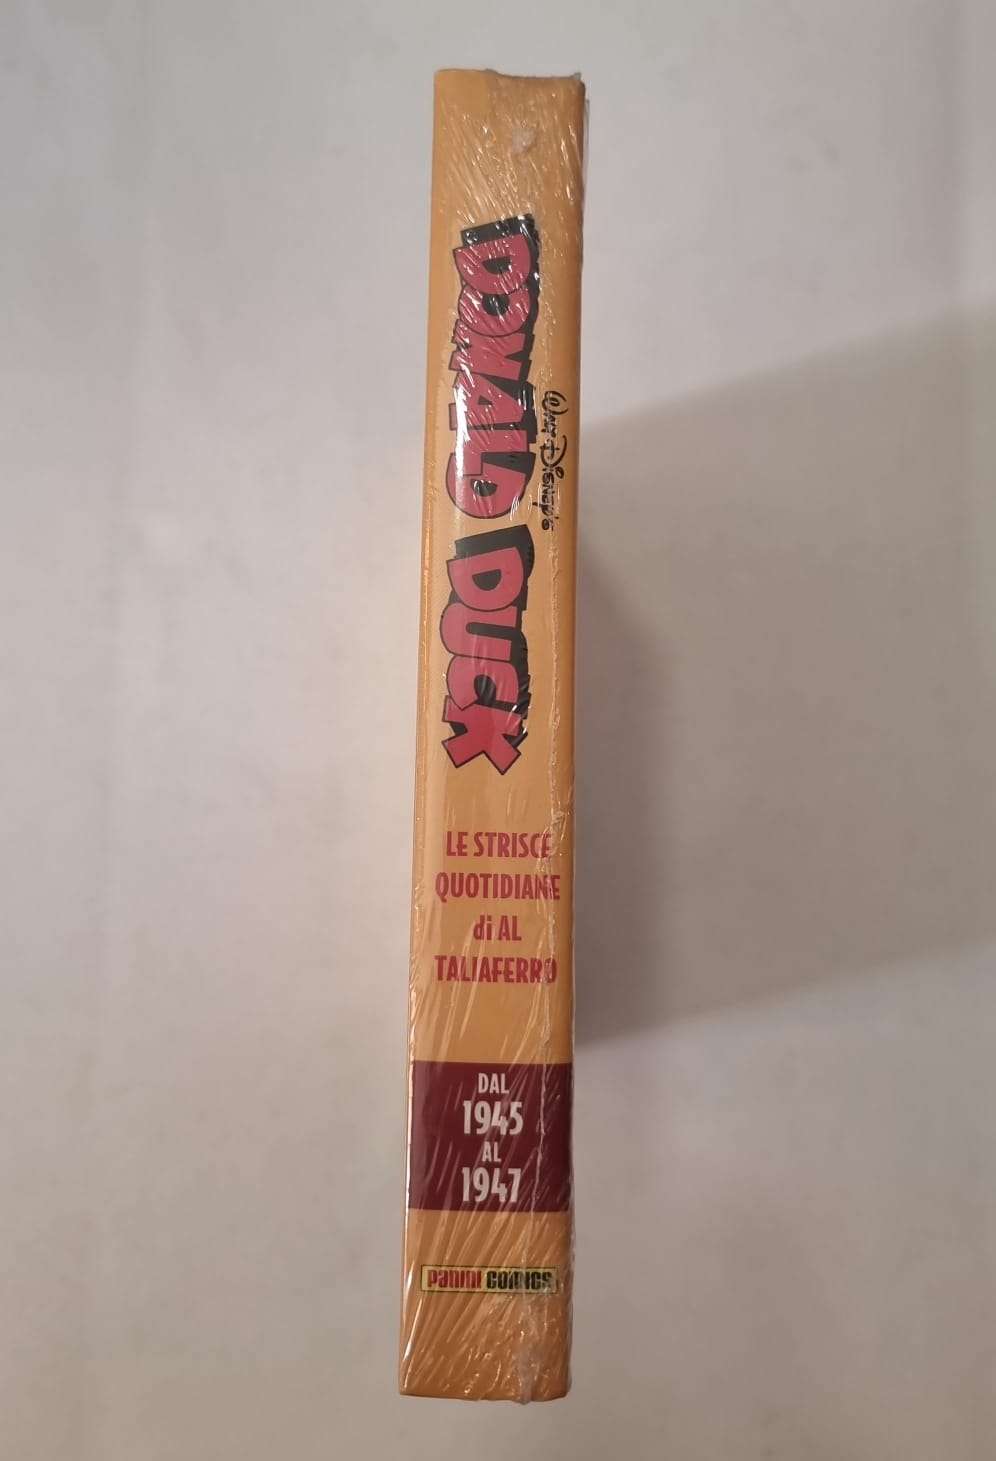 WALT DISNEY'S
DONALD DUCK
LE STRISCE
QUOTIDIANE
di AL
TALIAFERRO
DAL
1945
AL
1947
PANINI COMICS